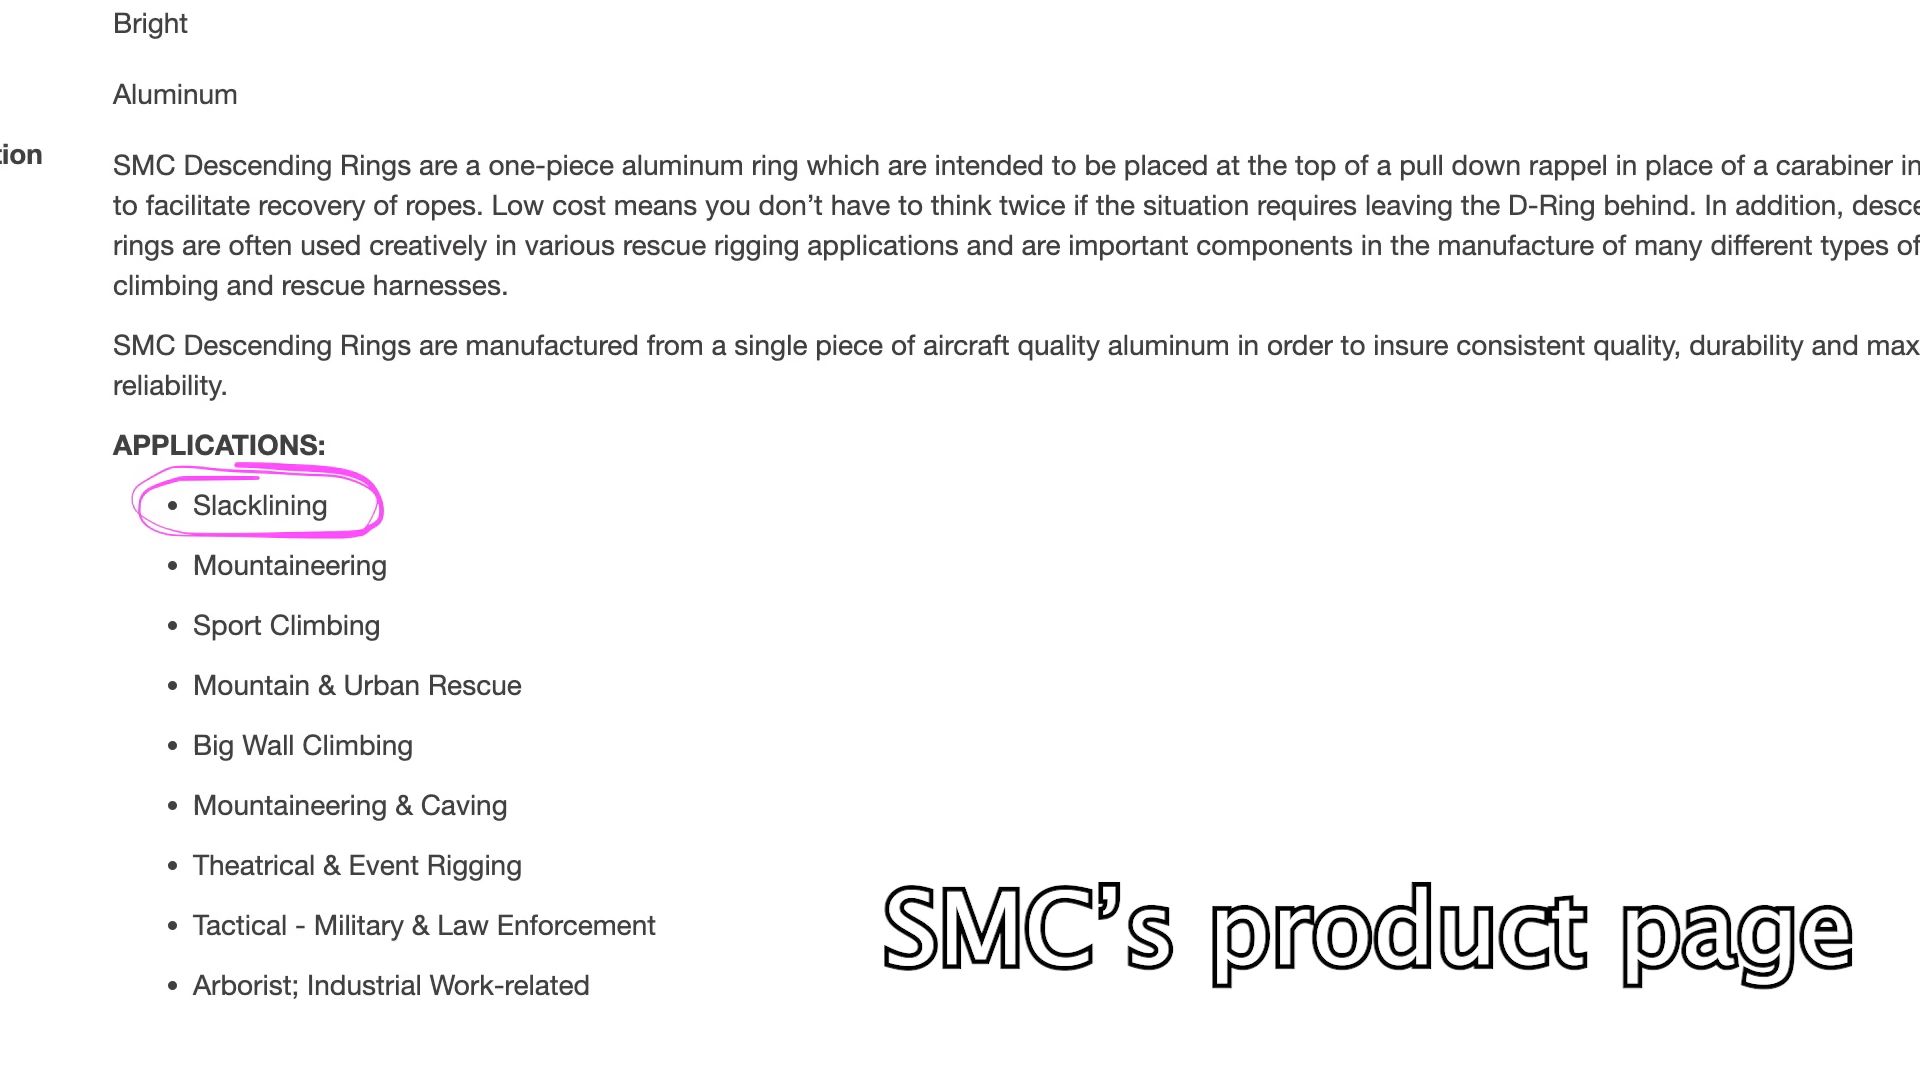 Bright
Aluminum
tion
SMC Descending Rings are a one-piece aluminum ring which are intended to be placed at the top of a pull down rappel in place of a carabiner in
to facilitate recovery of ropes. Low cost means you don’t have to think twice if the situation requires leaving the D-Ring behind. In addition, desce
rings are often used creatively in various rescue rigging applications and are important components in the manufacture of many different types of
climbing and rescue harnesses.
SMC Descending Rings are manufactured from a single piece of aircraft quality aluminum in order to insure consistent quality, durability and max
reliability.
APPLICATIONS:
• Slacklining
• Mountaineering
• Sport Climbing
• Mountain & Urban Rescue
• Big Wall Climbing
• Mountaineering & Caving
• Theatrical & Event Rigging
• Tactical - Military & Law Enforcement
• Arborist; Industrial Work-related
SMC’s product page